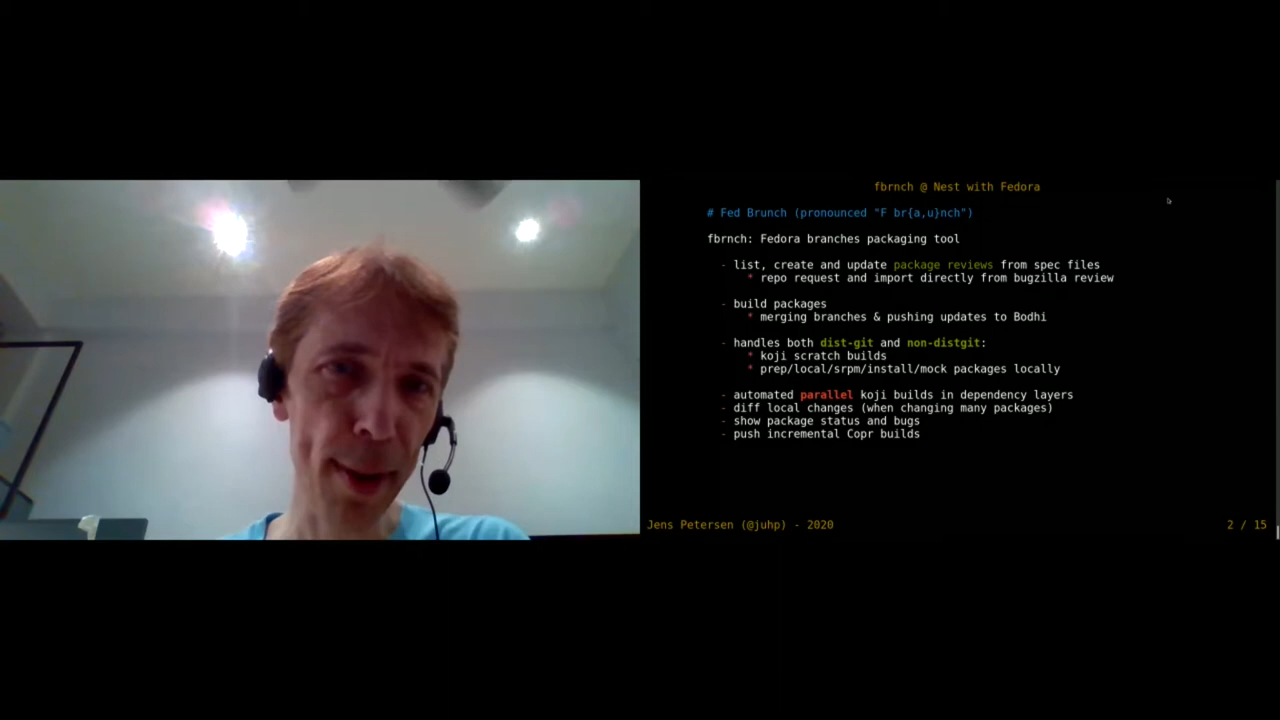 fbrnch @ Nest with Fedora
# Fed Brunch (pronounced "F br{a,u}nch")
fbrnch: Fedora branches packaging tool
- list, create and update package reviews from spec files
* repo request and import directly from bugzilla review
- build packages
* merging branches & pushing updates to Bodhi
- handles both dist-git and non-distgit:
* koji scratch builds
* prep/local/srpm/install/mock packages locally
- automated parallel koji builds in dependency layers
- diff local changes (when changing many packages)
- show package status and bugs
- push incremental Copr builds
Jens Petersen (@juhp) - 2020
2 / 15